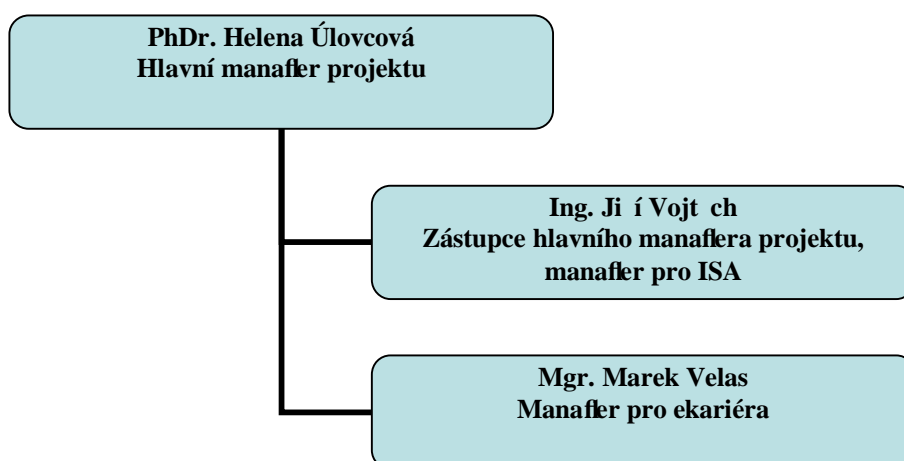 PhDr. Helena Úlovcová
Hlavní manafler projektu
Ing. Ji í Vojt ch
Zástupce hlavního manaflera projektu,
manafler pro ISA
Mgr. Marek Velas
Manafler pro ekariéra